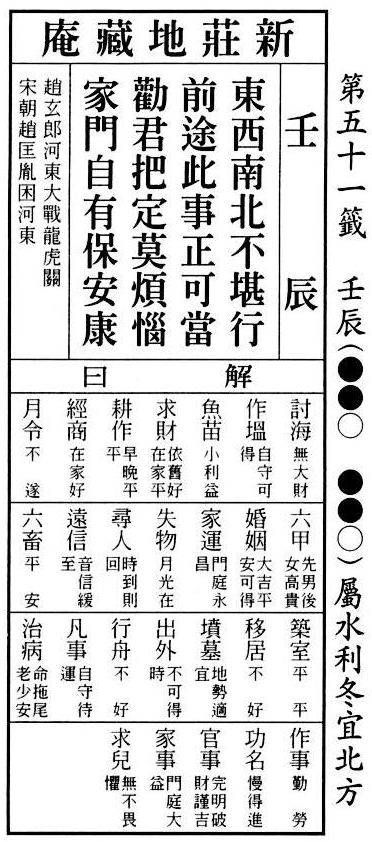 第五十一籤 壬辰(●●○ ●●○)屬水利冬宜北方
新莊地藏庵
壬辰
東西南北不堪行
前途此事正可當
勸君把定莫煩惱
家門自有保安康
趙玄郎河東大戰龍虎關
宋朝趙匡胤困河東
解曰
討海 無大財
作塭 自守可得
魚苗 小利益
求財 依舊好在家平
耕作 早晚平平
經商 在家好
月令 不遂
六甲 先男後女高貴
婚姻 大吉平安可得
家運 門庭永昌
失物 月光在
尋人 時到則回
遠信 音信緩至
六畜 平安
築室 平平
移居 不好
墳墓 地勢適宜
出外 不可得時
行舟 不好
凡事 自守待運
治病 命拖尾老少安
作事 勤勞
功名 慢得進
官事 完明破財謹吉
家事 門庭大益
求兒 無不畏懼